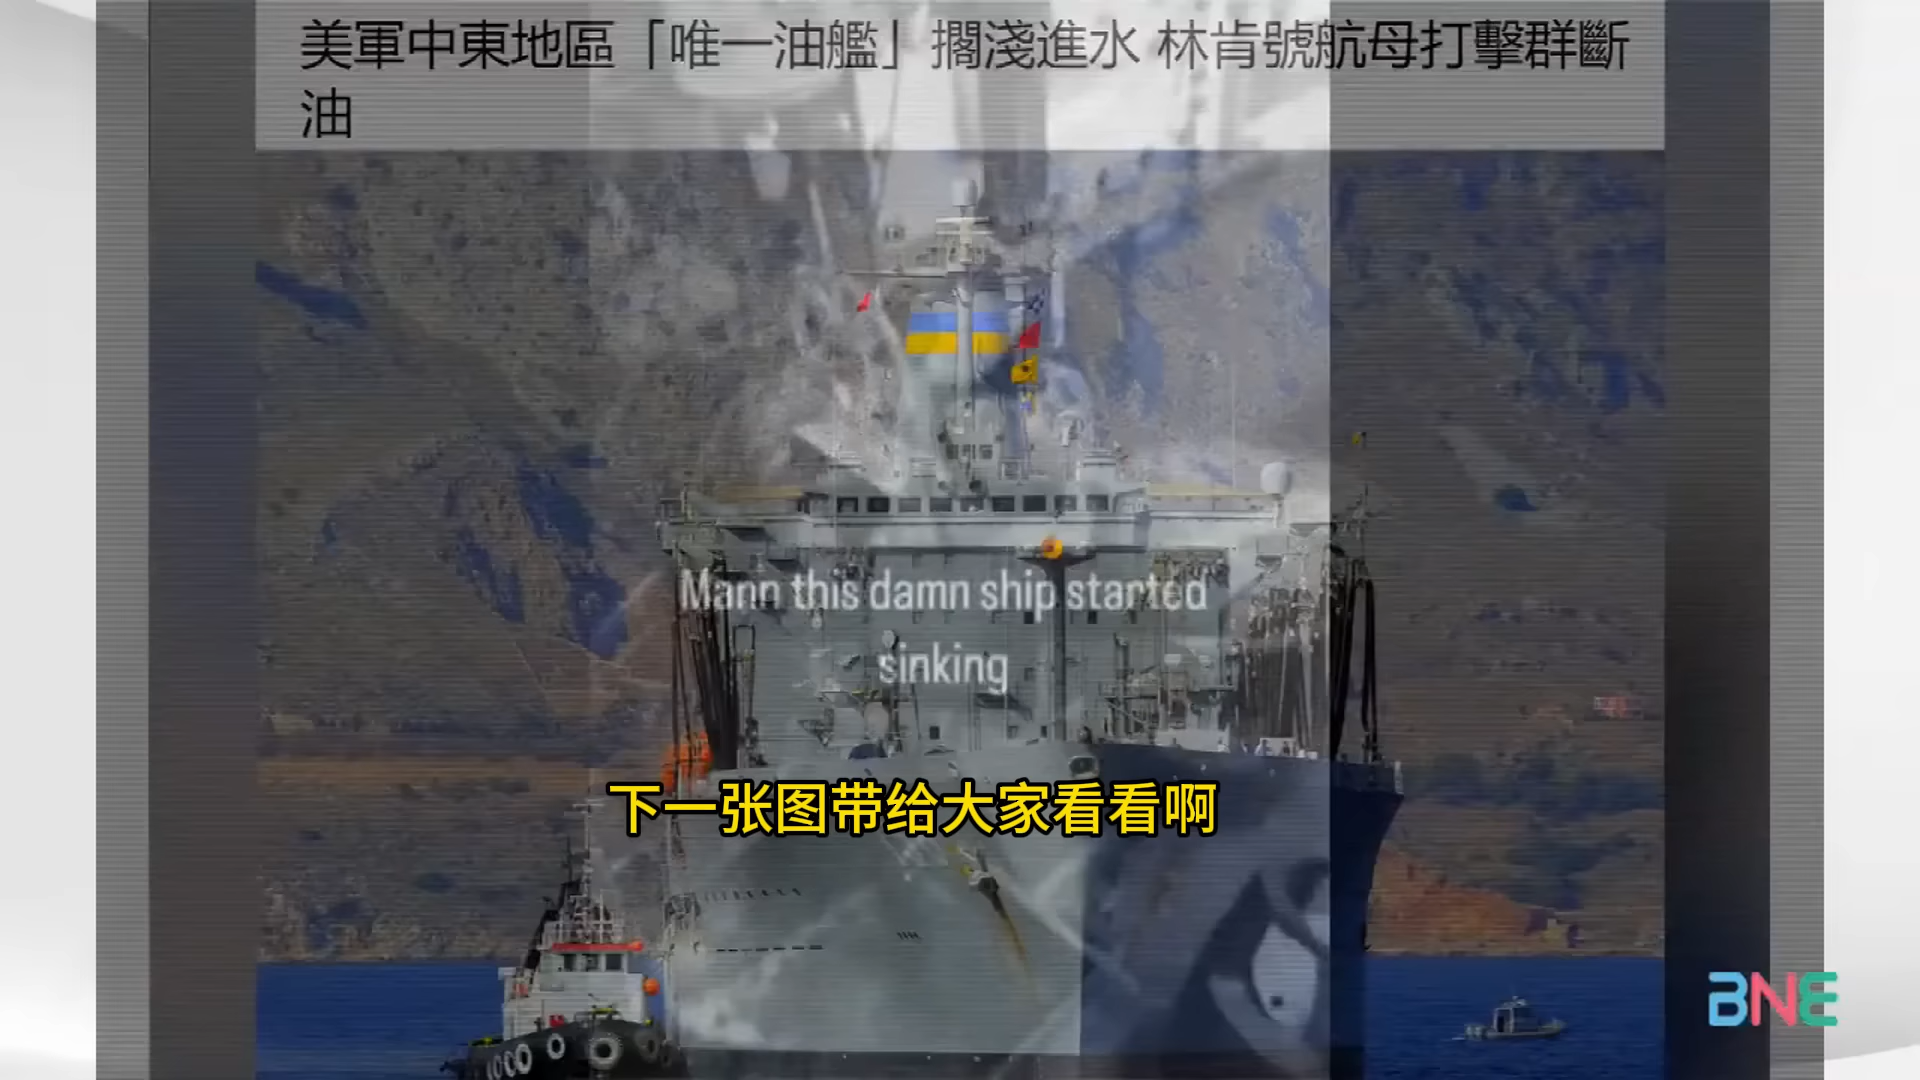 美軍中東地區「唯一油艦」擱淺進水 林肯號航母打擊群斷
油
Mann this damn ship started
sinking
下一张图带给大家看看啊
BNE